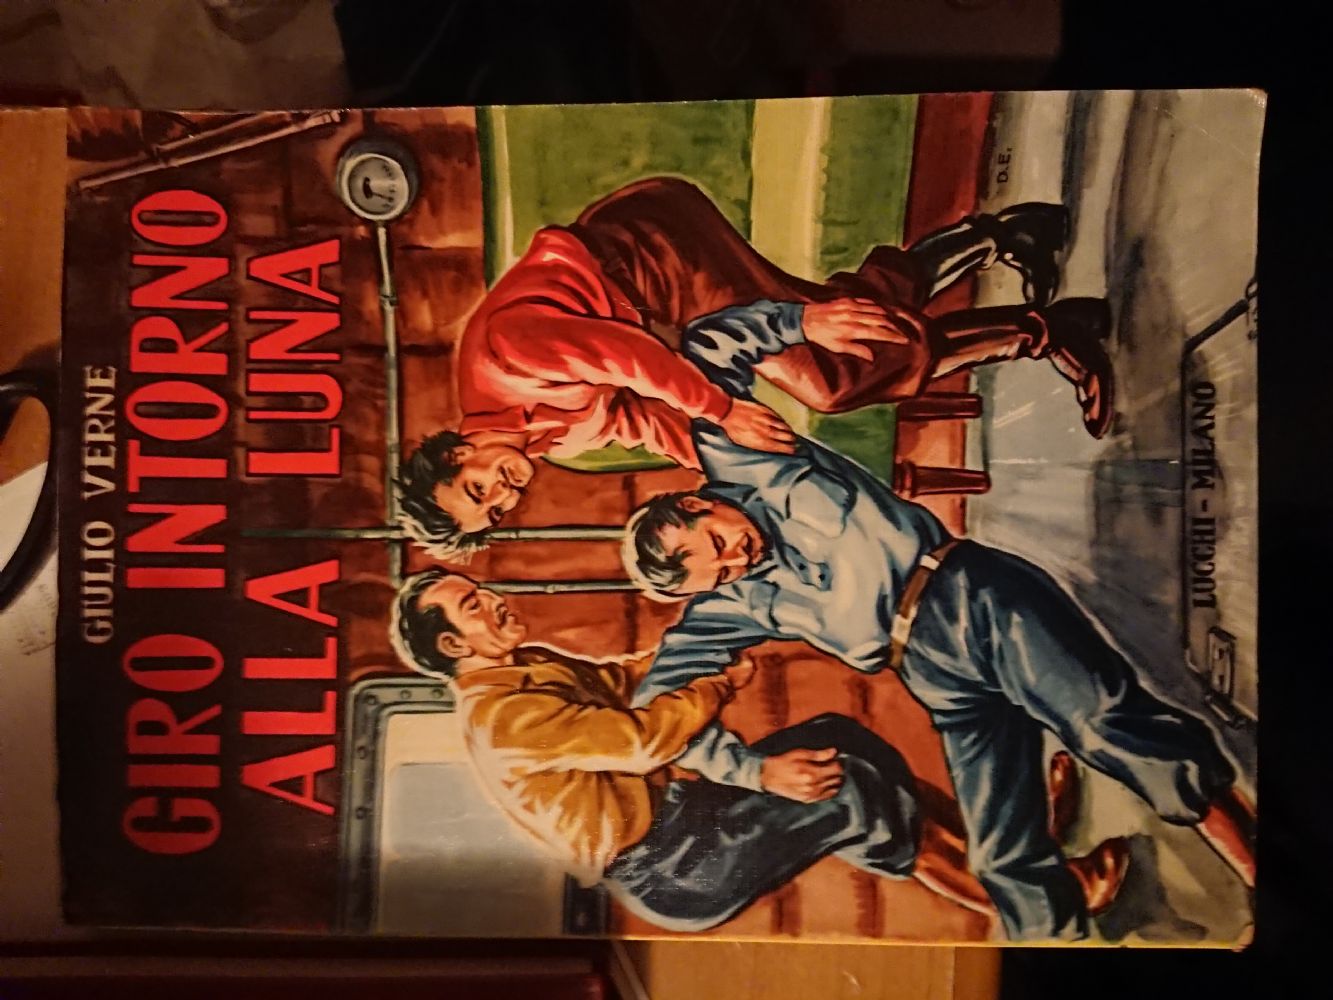 GIULIO VERNE
GIRO INTORNO
ALLA LUNA
D.E.
LUCCHI - MILANO